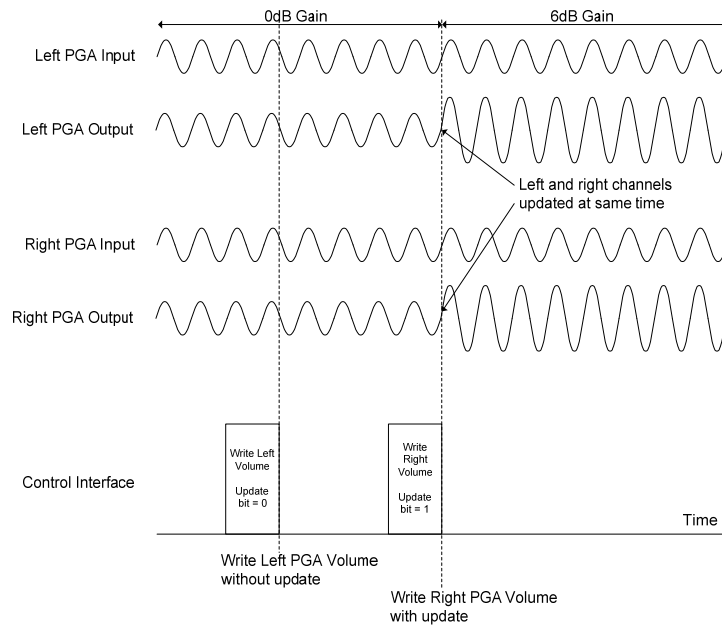 0dB Gain
6dB Gain
Left PGA Input
Left PGA Output
Left and right channels
updated at same time
Right PGA Input
Right PGA Output
Control Interface
Write Left
Volume
Update
bit = 0
Write
Right
Volume
Update
bit = 1
Time
Write Left PGA Volume
without update
Write Right PGA Volume
with update